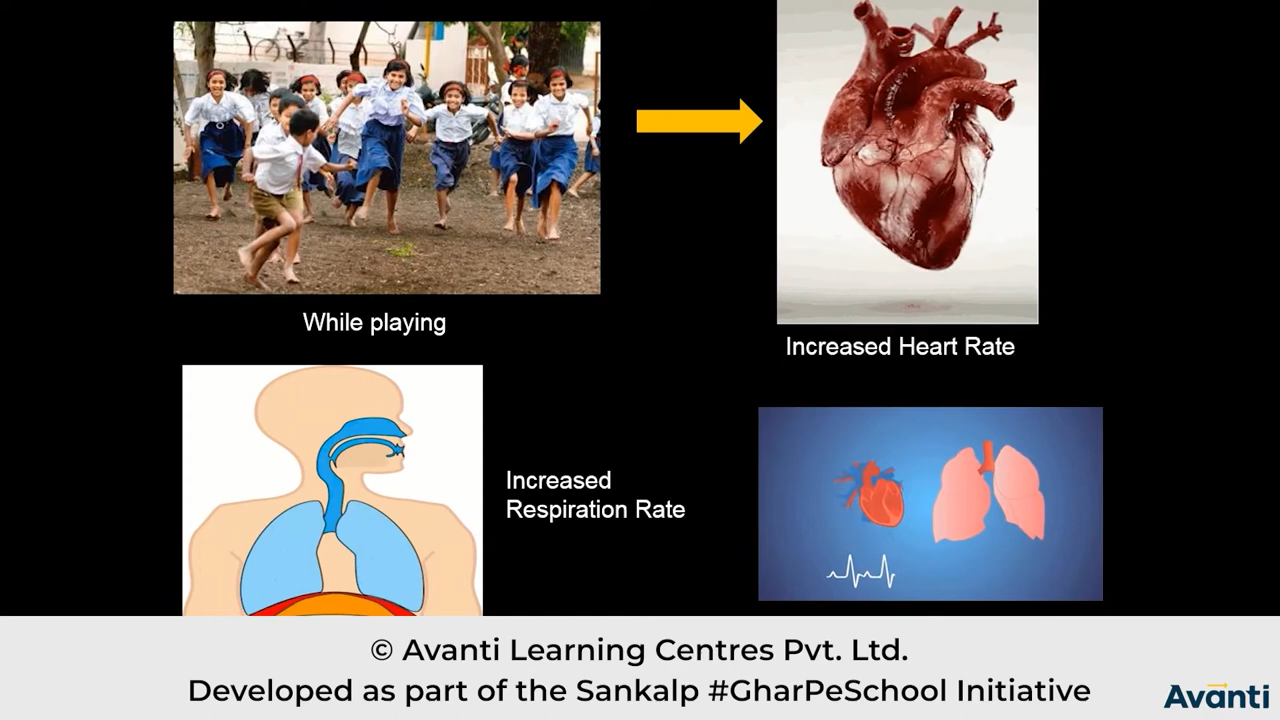 While playing
Increased Heart Rate
Increased
Respiration Rate
© Avanti Learning Centres Pvt. Ltd.
Developed as part of the Sankalp #GharPeSchool Initiative
Avanti